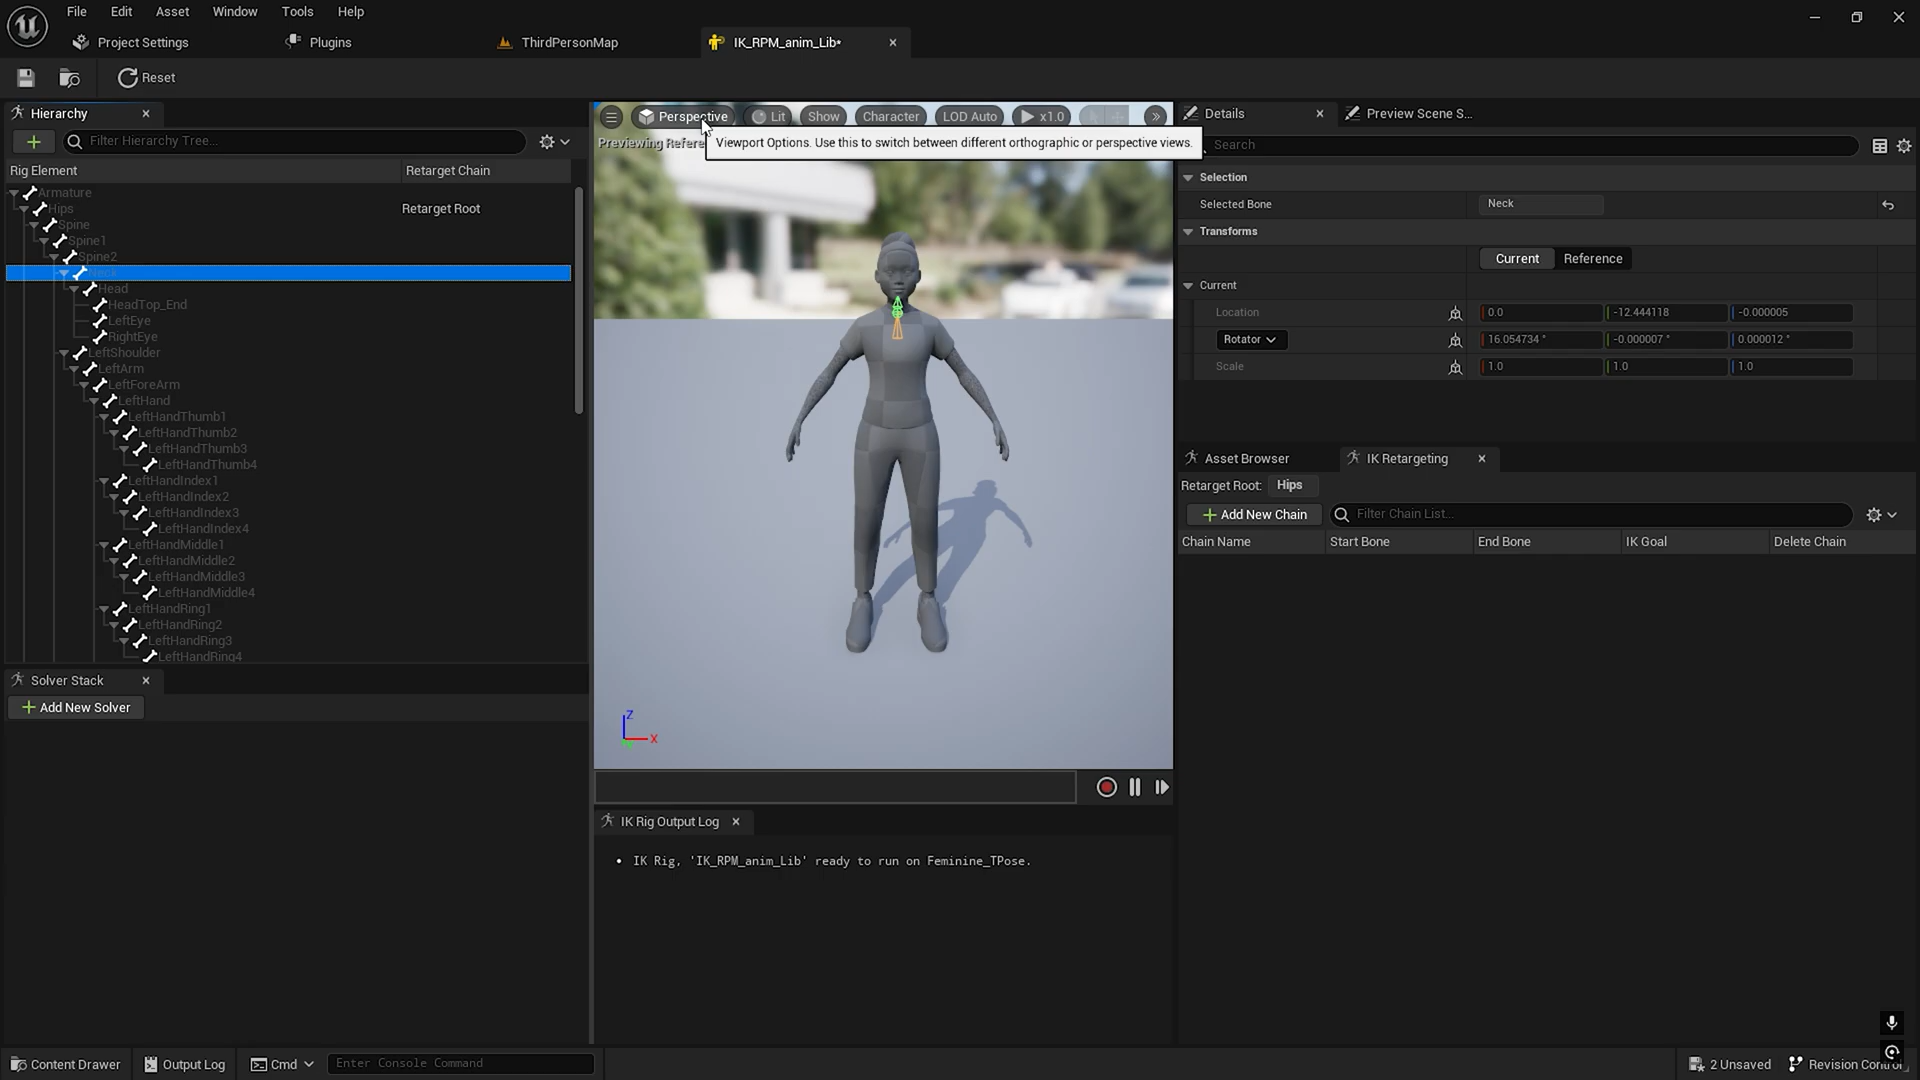 File Edit Asset Window Tools Help
Project Settings Plugins ThirdPersonMap IK_RPM_anim_Lib*
Reset
Hierarchy
Filter Hierarchy Tree...
Rig Element Retarget Chain
Armature
Hips Retarget Root
Spine
Spine1
Spine2
Neck
Head
HeadTop_End
LeftEye
RightEye
LeftShoulder
LeftArm
LeftForeArm
LeftHand
LeftHandThumb1
LeftHandThumb2
LeftHandThumb3
LeftHandThumb4
LeftHandIndex1
LeftHandIndex2
LeftHandIndex3
LeftHandIndex4
LeftHandMiddle1
LeftHandMiddle2
LeftHandMiddle3
LeftHandMiddle4
LeftHandRing1
LeftHandRing2
LeftHandRing3
LeftHandRing4
Solver Stack
Add New Solver
Perspective Lit Show Character LOD Auto x1.0
Previewing Refere
Viewport Options. Use this to switch between different orthographic or perspective views.
Z
X
IK Rig Output Log
• IK Rig, 'IK_RPM_anim_Lib' ready to run on Feminine_TPose.
Details Preview Scene S...
Search
Selection
Selected Bone Neck
Transforms
Current Reference
Current
Location 0.0 -12.444118 -0.000005
Rotator 16.054734 ° -0.000007 ° 0.000012 °
Scale 1.0 1.0 1.0
Asset Browser IK Retargeting
Retarget Root: Hips
Add New Chain Filter Chain List...
Chain Name Start Bone End Bone IK Goal Delete Chain
Content Drawer Output Log Cmd Enter Console Command 2 Unsaved Revision Control